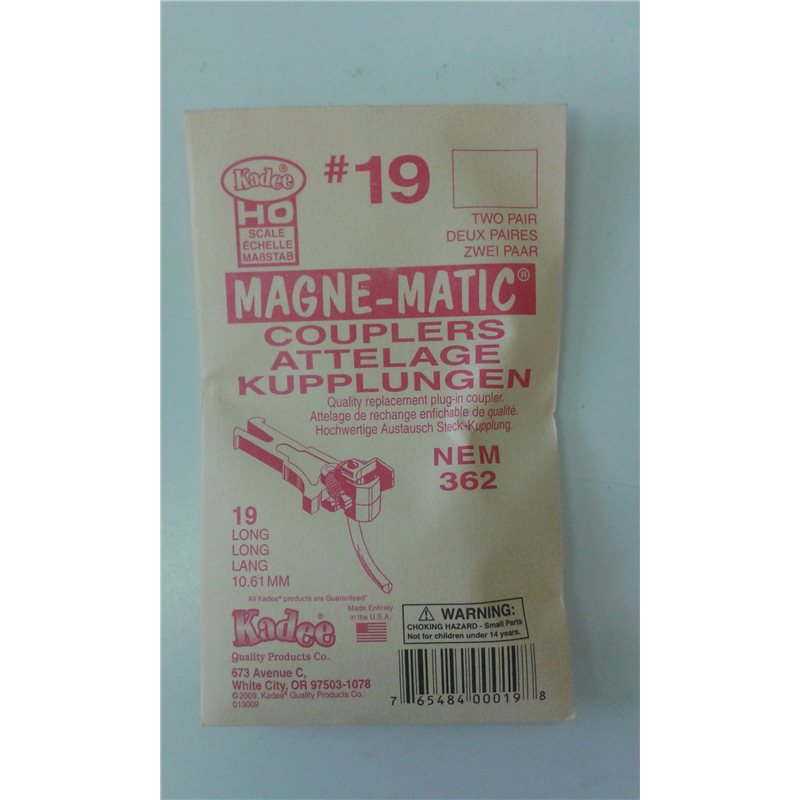 Kadee®
HO
SCALE
ÉCHELLE
MAßSTAB
#19
TWO PAIR
DEUX PAIRES
ZWEI PAAR
MAGNE-MATIC®
COUPLERS
ATTELAGE
KUPPLUNGEN
Quality replacement plug-in coupler.
Attelage de rechange enfichable de qualité.
Hochwertige Austausch Steck-Kupplung.
NEM
362
19
LONG
LONG
LANG
10.61 MM
All Kadee® products are Guaranteed"
Kadee®
Quality Products Co.
Made Entirely
in the U.S.A.
673 Avenue C,
White City, OR 97503-1078
©2009, Kadee® Quality Products Co.
013009
⚠ WARNING:
CHOKING HAZARD - Small Parts
Not for children under 14 years.
7 65484 00019 8